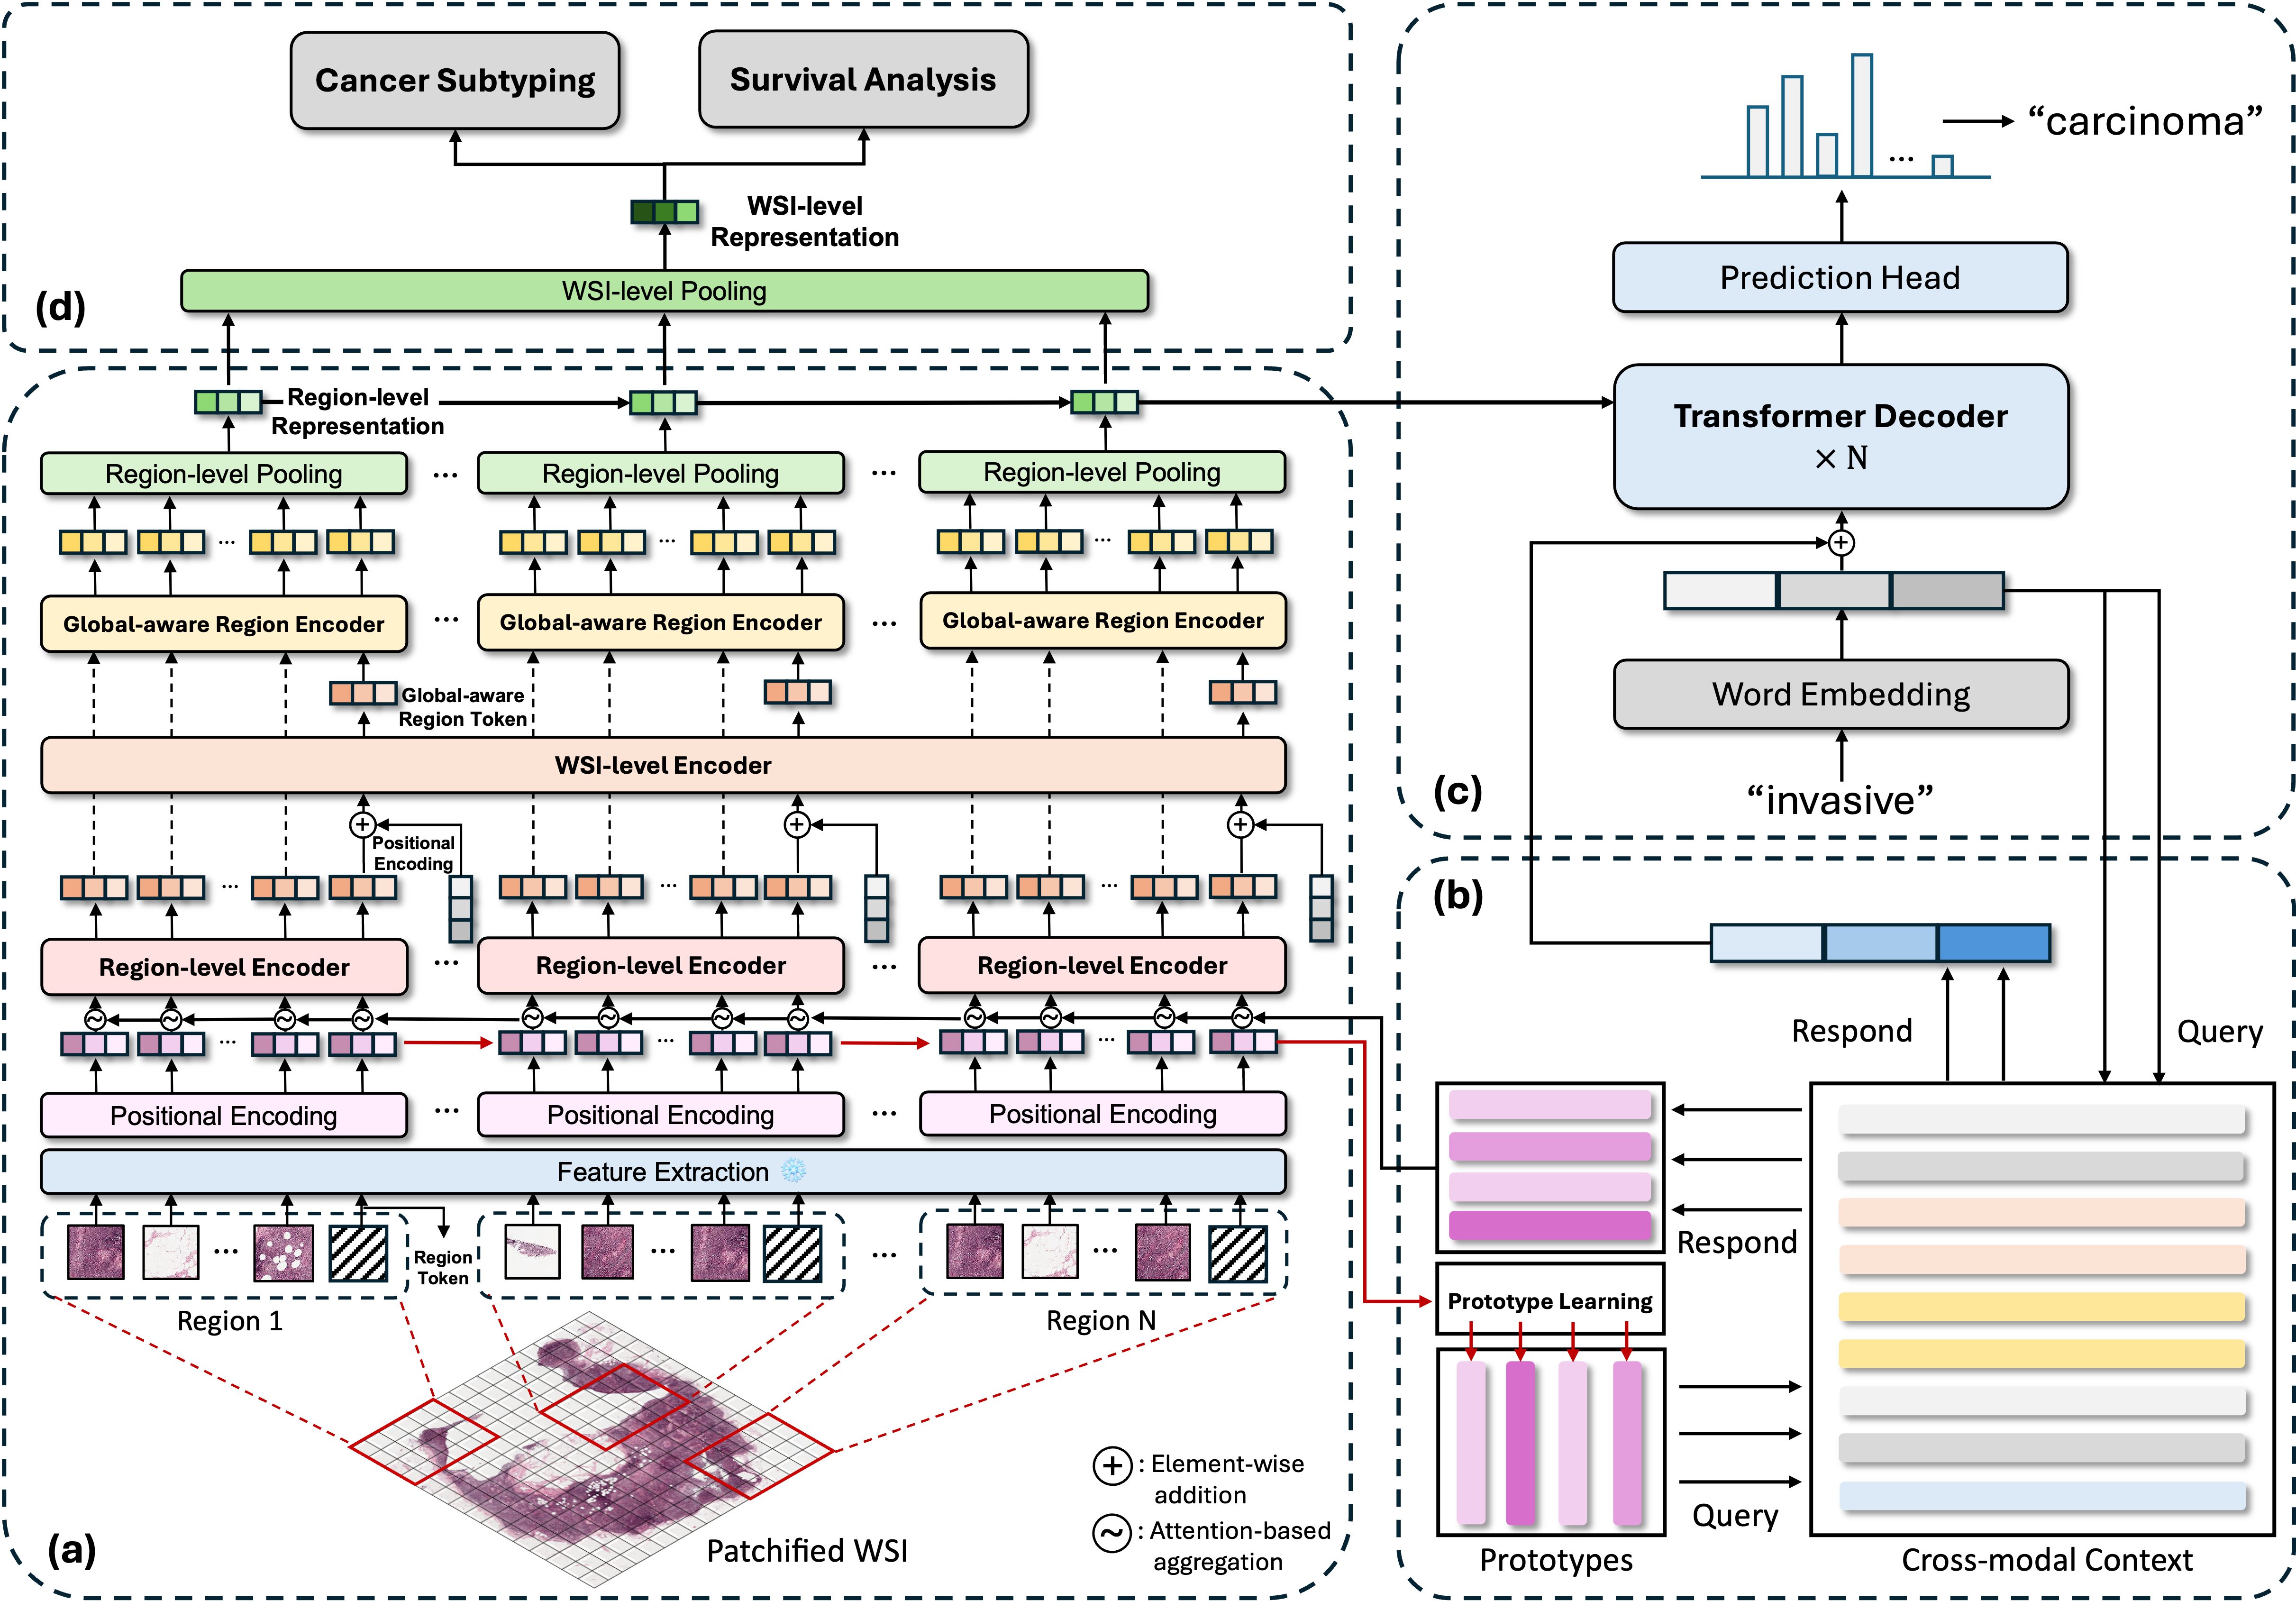 Cancer Subtyping
Survival Analysis
WSI-level
Representation
WSI-level Pooling
(d)
Region-level
Representation
Region-level Pooling
...
Region-level Pooling
...
Region-level Pooling
...
...
...
Global-aware Region Encoder
...
Global-aware Region Encoder
...
Global-aware Region Encoder
Global-aware
Region Token
WSI-level Encoder
Positional
Encoding
...
...
...
Region-level Encoder
...
Region-level Encoder
...
Region-level Encoder
...
...
...
Positional Encoding
...
Positional Encoding
...
Positional Encoding
Feature Extraction
...
Region
Token
...
...
...
Region 1
Region N
Patchified WSI
+ : Element-wise
addition
~ : Attention-based
aggregation
(a)
...
“carcinoma”
Prediction Head
Transformer Decoder
× N
+
Word Embedding
“invasive”
(c)
(b)
Respond
Query
Respond
Prototype Learning
Query
Prototypes
Cross-modal Context